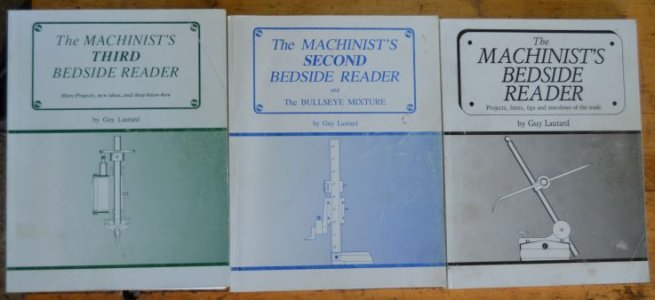 The MACHINIST'S
THIRD
BEDSIDE READER
More Projects, new ideas, and shop know-how
by Guy Lautard
The MACHINIST'S
SECOND
BEDSIDE READER
and
The BULLSEYE MIXTURE
by Guy Lautard
The
MACHINIST'S
BEDSIDE
READER
Projects, hints, tips and anecdotes of the trade
by Guy Lautard